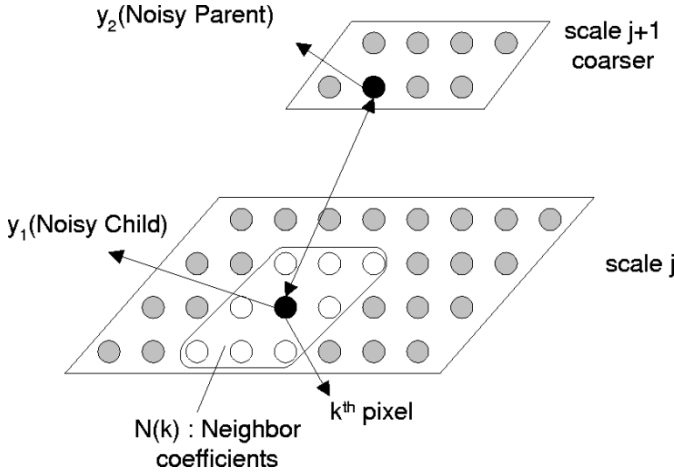 y2(Noisy Parent)
scale j+1
coarser
y1(Noisy Child)
scale j
kth pixel
N(k) : Neighbor
coefficients